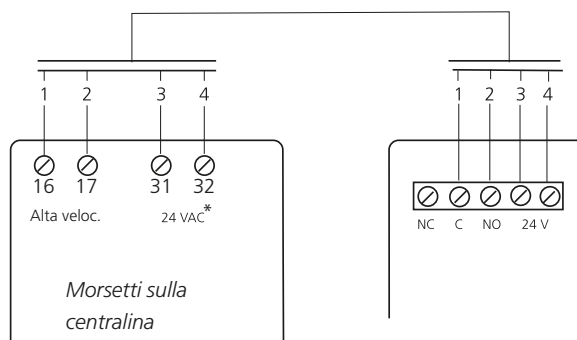 1 2 3 4
1 2 3 4
16 17 31 32
Alta veloc. 24 VAC*
NC C NO 24 V
Morsetti sulla
centralina